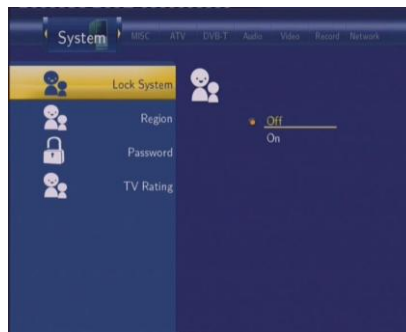 System MISC ATV DVB-T Audio Video Record Network
Lock System
Off
On
Region
Password
TV Rating